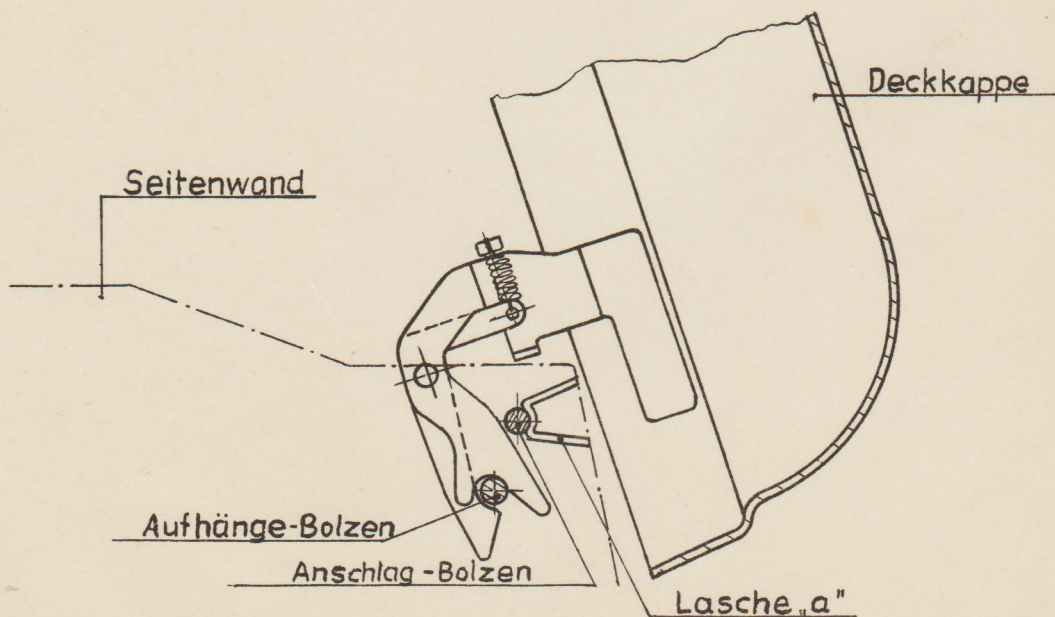 Deckkappe
Seitenwand
Aufhänge-Bolzen
Anschlag-Bolzen
Lasche „a"